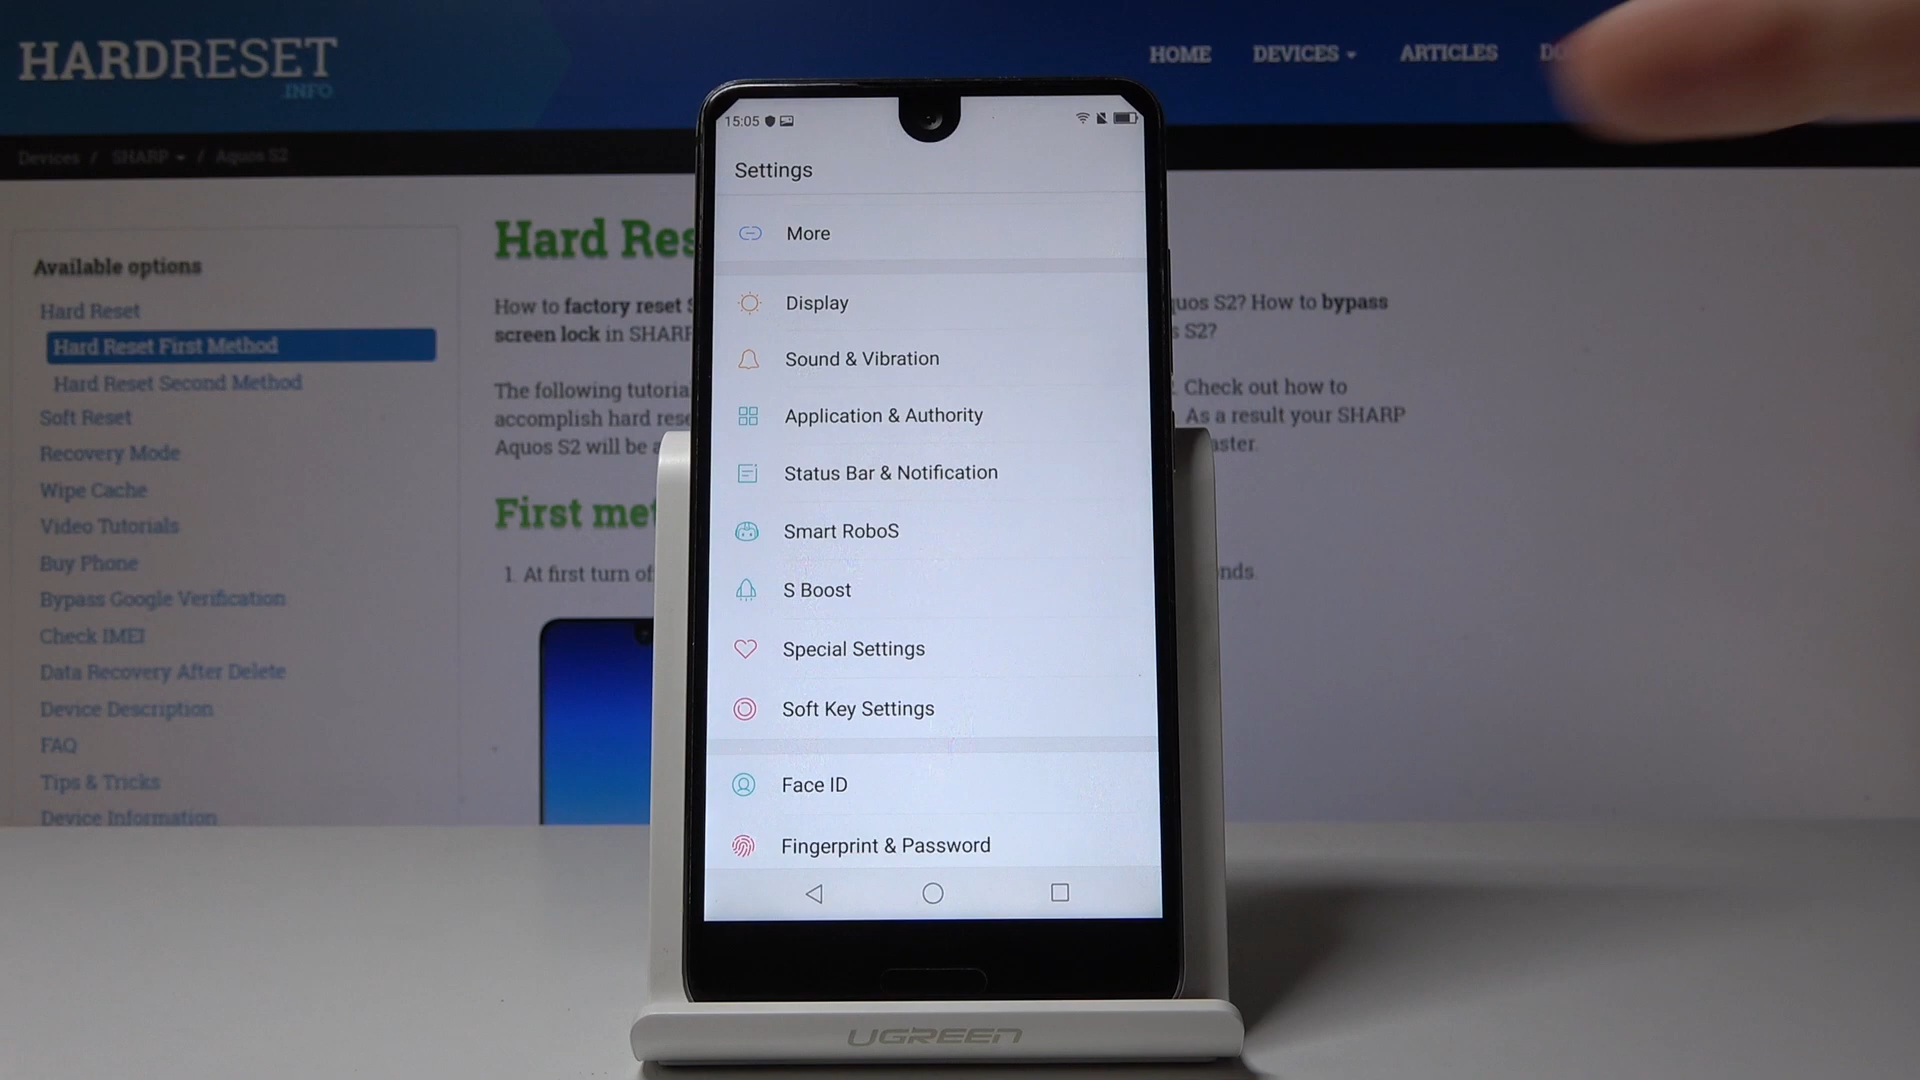 HARDRESET
.INFO
HOME DEVICES ARTICLES
Devices / SHARP / Aquos S2
Available options
Hard Reset
Hard Reset First Method
Hard Reset Second Method
Soft Reset
Recovery Mode
Wipe Cache
Video Tutorials
Buy Phone
Bypass Google Verification
Check IMEI
Data Recovery After Delete
Device Description
FAQ
Tips & Tricks
Device Information
Hard Res
How to factory reset
screen lock in SHARP
The following tutoria
accomplish hard rese
Aquos S2 will be a
First met
1. At first turn of
uos S2? How to bypass
s S2?
. Check out how to
. As a result your SHARP
aster.
nds.
15:05
Settings
More
Display
Sound & Vibration
Application & Authority
Status Bar & Notification
Smart RoboS
S Boost
Special Settings
Soft Key Settings
Face ID
Fingerprint & Password
UGREEN